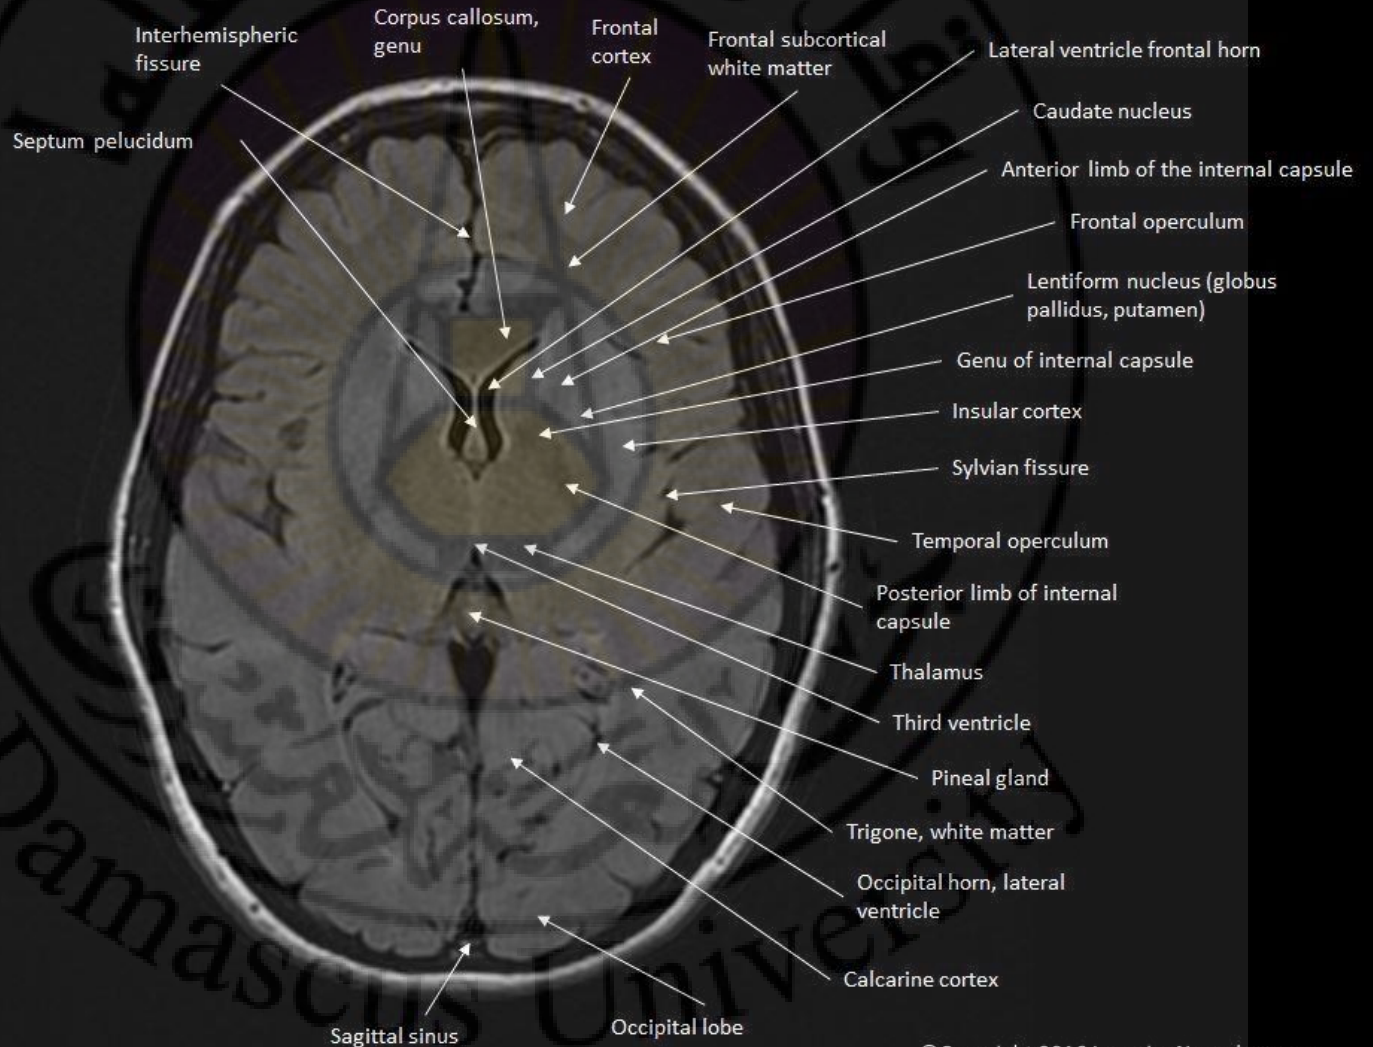 Corpus callosum,
genu
Interhemispheric
fissure
Frontal
cortex
Frontal subcortical
white matter
Lateral ventricle frontal horn
Caudate nucleus
Septum pelucidum
Anterior limb of the internal capsule
Frontal operculum
Lentiform nucleus (globus
pallidus, putamen)
Genu of internal capsule
Insular cortex
Sylvian fissure
Temporal operculum
Posterior limb of internal
capsule
Thalamus
Third ventricle
Pineal gland
Trigone, white matter
Occipital horn, lateral
ventricle
Calcarine cortex
Occipital lobe
Sagittal sinus
Damascus University